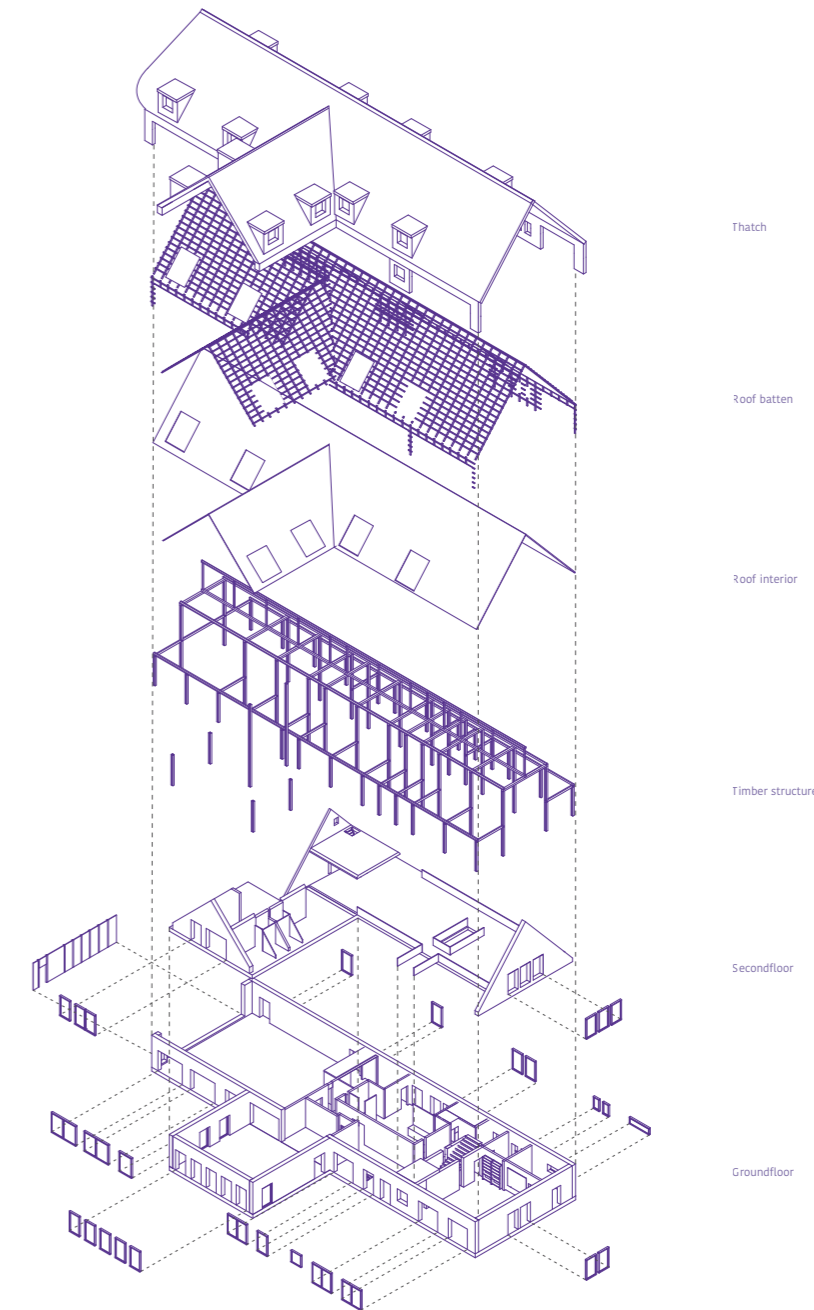 Thatch
Roof batten
Roof interior
Timber structure
Secondfloor
Groundfloor